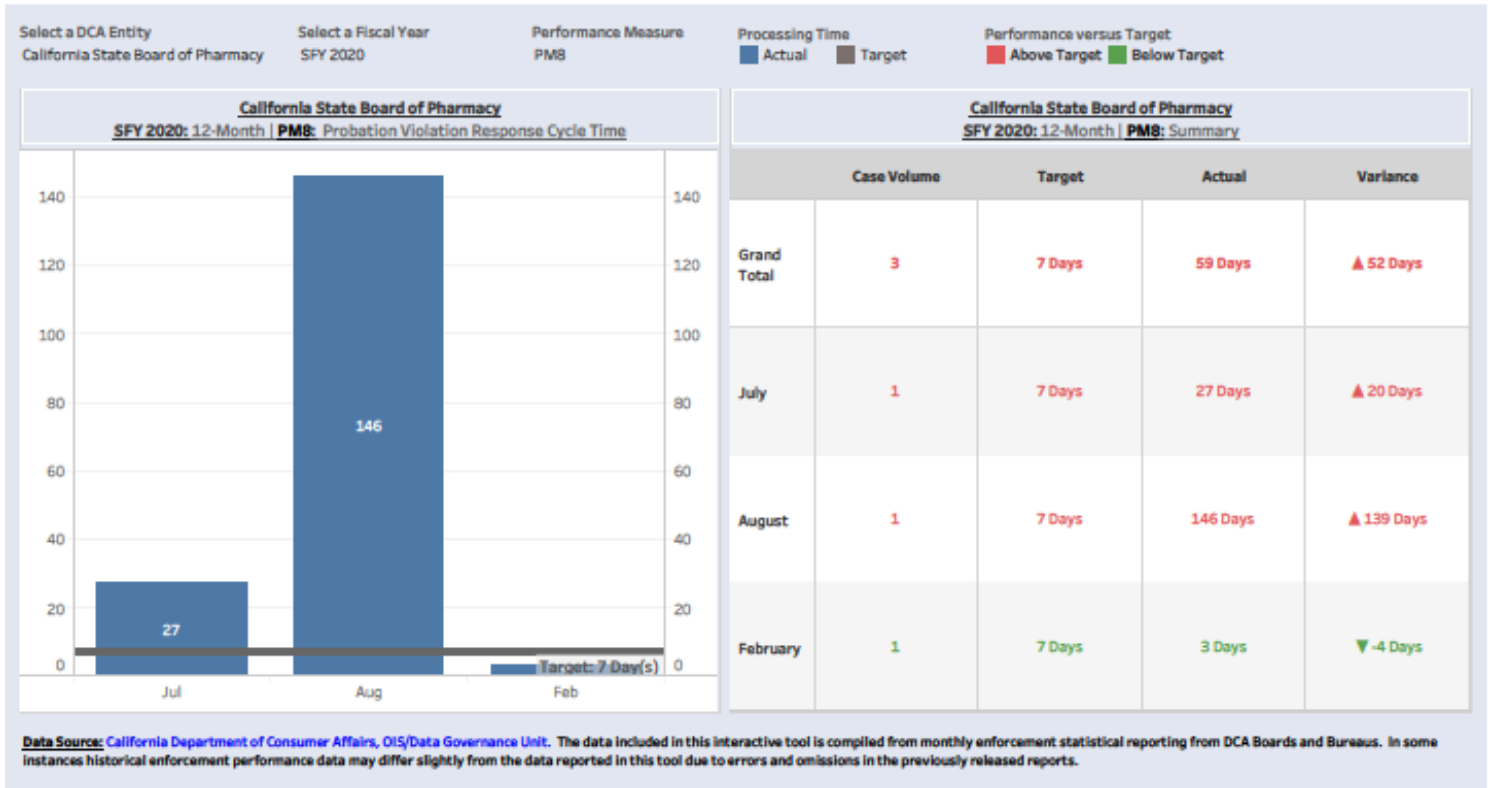 Select a DCA Entity
California State Board of Pharmacy
Select a Fiscal Year
SFY 2020
Performance Measure
PM8
Processing Time
Actual Target
Performance versus Target
Above Target Below Target
California State Board of Pharmacy
SFY 2020: 12-Month | PM8: Probation Violation Response Cycle Time
140 140
120 120
100 100
80 80
146
60 60
40 40
20 20
27
0 Target: 7 Day(s) 0
Jul Aug Feb
California State Board of Pharmacy
SFY 2020: 12-Month | PM8: Summary
Case Volume Target Actual Variance
Grand
Total
3 7 Days 59 Days ▲ 52 Days
July 1 7 Days 27 Days ▲ 20 Days
August 1 7 Days 146 Days ▲ 139 Days
February 1 7 Days 3 Days ▼ -4 Days
Data Source: California Department of Consumer Affairs, OIS/Data Governance Unit. The data included in this interactive tool is compiled from monthly enforcement statistical reporting from DCA Boards and Bureaus. In some
instances historical enforcement performance data may differ slightly from the data reported in this tool due to errors and omissions in the previously released reports.